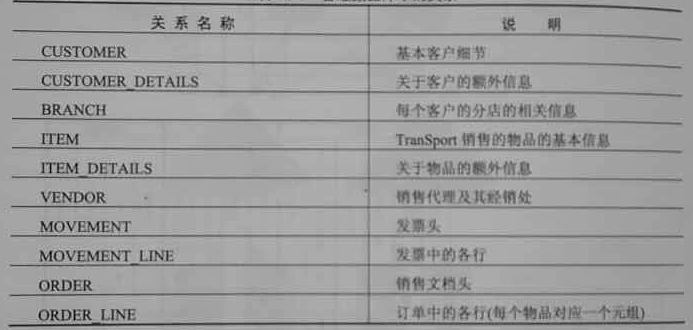 关 系 名 称 说 明
CUSTOMER 基本客户细节
CUSTOMER_DETAILS 关于客户的额外信息
BRANCH 每个客户的分店的相关信息
ITEM TranSport 销售的物品的基本信息
ITEM_DETAILS 关于物品的额外信息
VENDOR 销售代理及其经销处
MOVEMENT 发票头
MOVEMENT_LINE 发票中的各行
ORDER 销售文档头
ORDER_LINE 订单中的各行(每个物品对应一个元组)